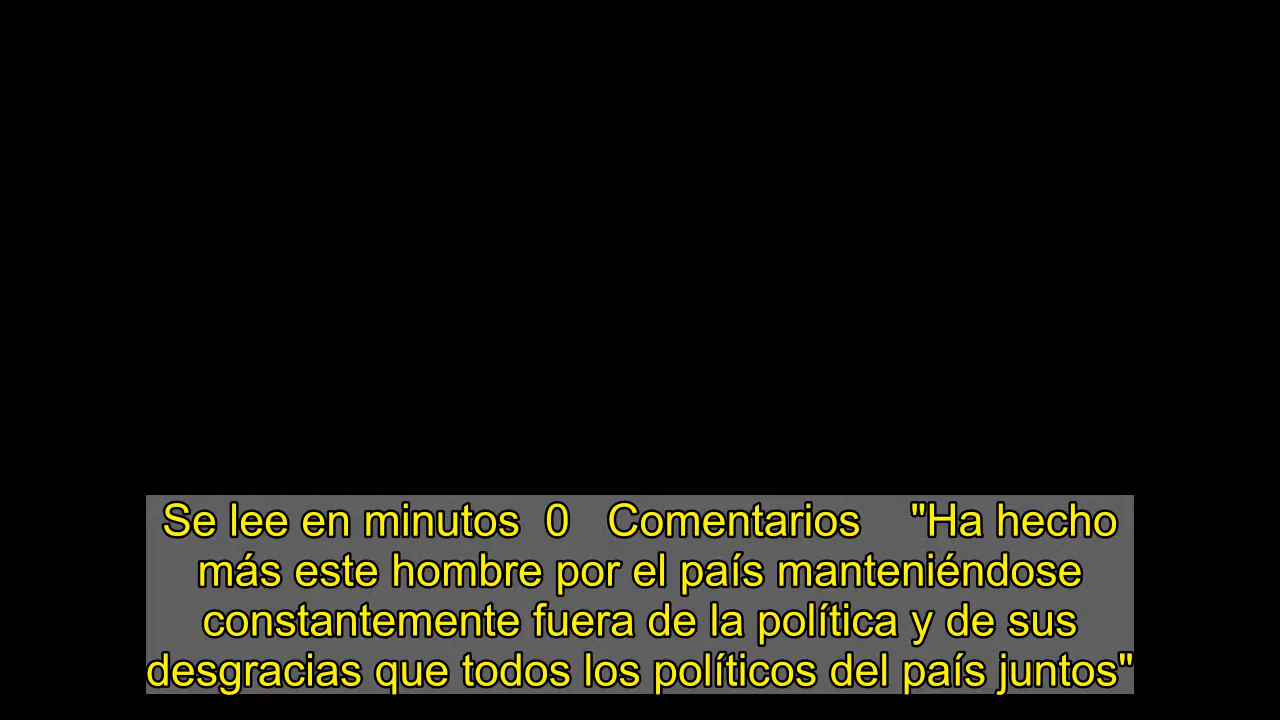 Se lee en minutos  0   Comentarios    "Ha hecho
más este hombre por el país manteniéndose
constantemente fuera de la política y de sus
desgracias que todos los políticos del país juntos"